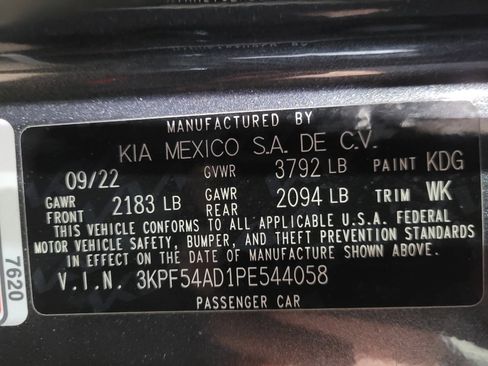 MANUFACTURED BY
KIA MEXICO S.A. DE C.V.
09/22 GVWR 3792 LB PAINT KDG
GAWR FRONT 2183 LB GAWR REAR 2094 LB TRIM WK
THIS VEHICLE CONFORMS TO ALL APPLICABLE U.S.A. FEDERAL
MOTOR VEHICLE SAFETY, BUMPER, AND THEFT PREVENTION STANDARDS
IN EFFECT ON THE DATE OF MANUFACTURE SHOWN ABOVE.
V.I.N. 3KPF54AD1PE544058
PASSENGER CAR
7620